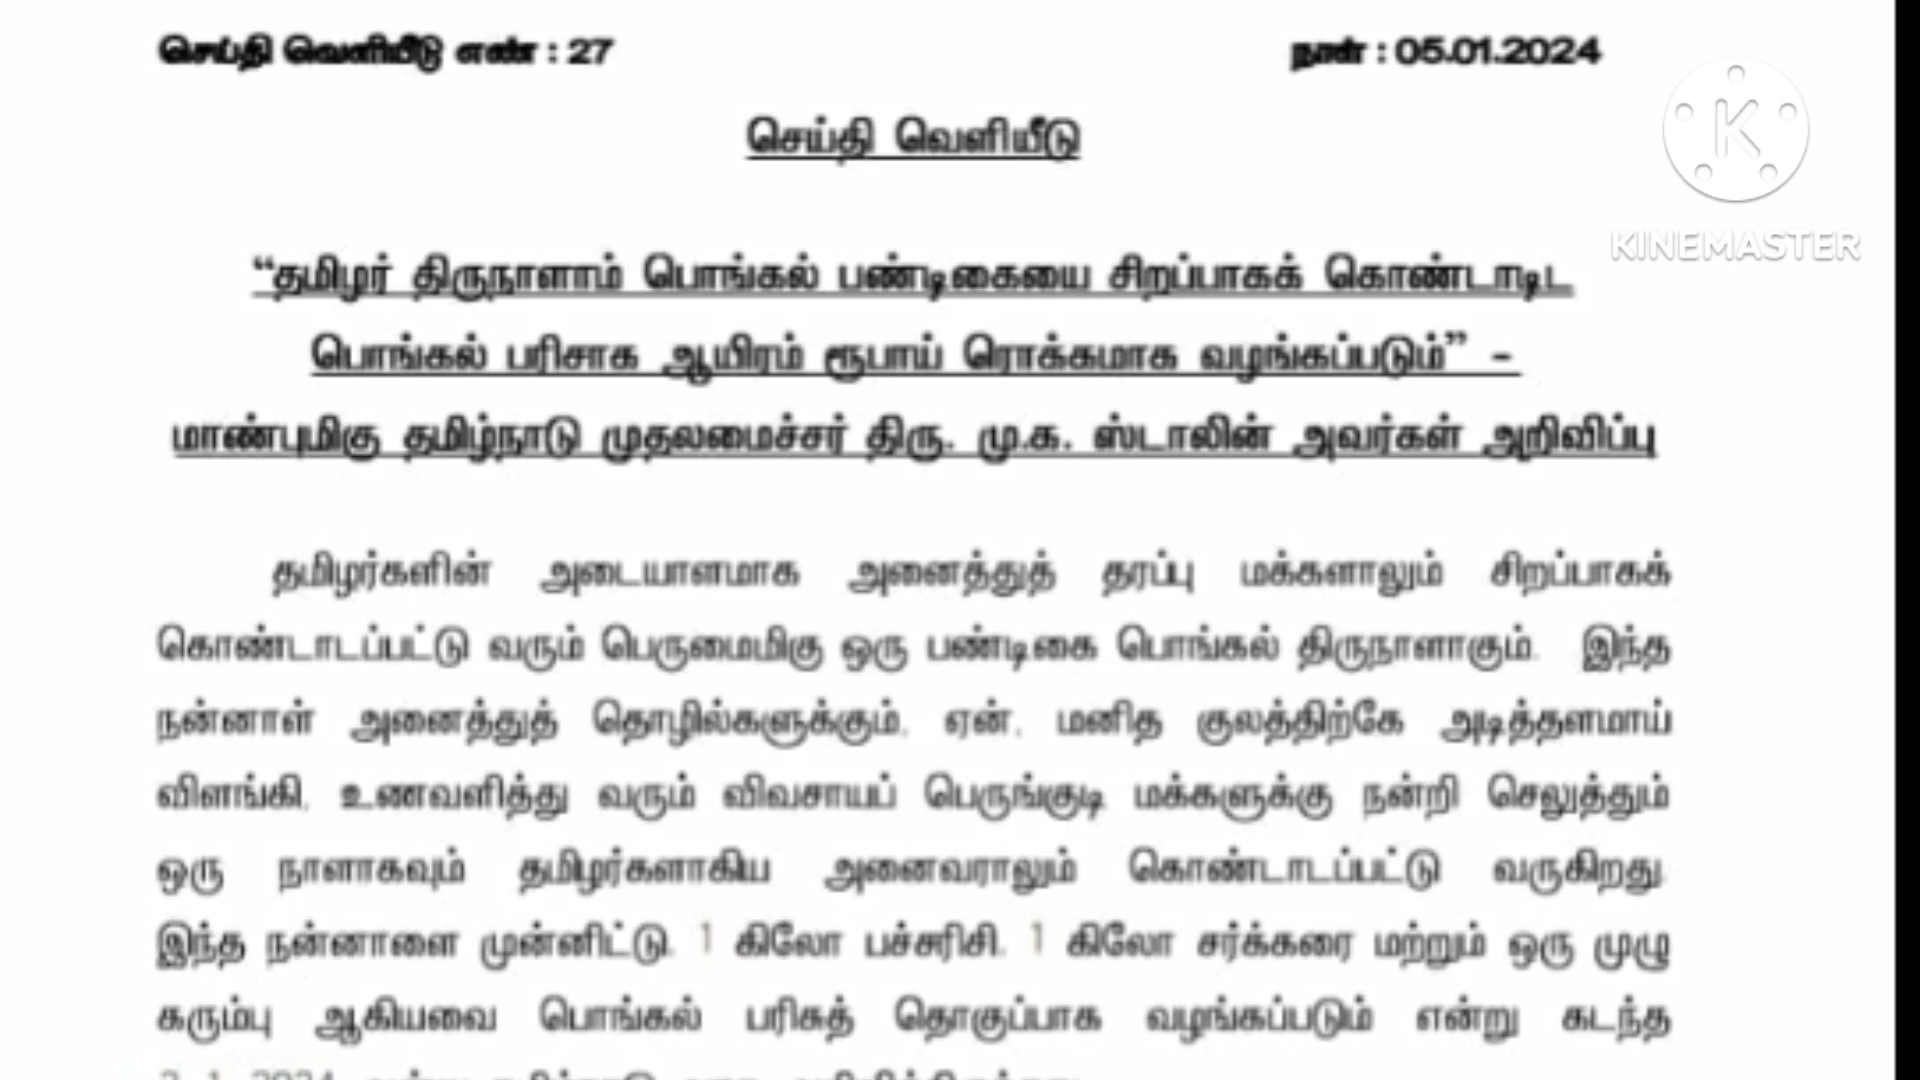 செய்தி வெளியீடு எண் : 27 நாள் : 05.01.2024
செய்தி வெளியீடு
KINEMASTER
“தமிழர் திருநாளாம் பொங்கல் பண்டிகையை சிறப்பாகக் கொண்டாடிட
பொங்கல் பரிசாக ஆயிரம் ரூபாய் ரொக்கமாக வழங்கப்படும்” –
மாண்புமிகு தமிழ்நாடு முதலமைச்சர் திரு. மு.க. ஸ்டாலின் அவர்கள் அறிவிப்பு
தமிழர்களின் அடையாளமாக அனைத்துத் தரப்பு மக்களாலும் சிறப்பாகக்
கொண்டாடப்பட்டு வரும் பெருமைமிகு ஒரு பண்டிகை பொங்கல் திருநாளாகும். இந்த
நன்னாள் அனைத்துத் தொழில்களுக்கும், ஏன், மனித குலத்திற்கே அடித்தளமாய்
விளங்கி, உணவளித்து வரும் விவசாயப் பெருங்குடி மக்களுக்கு நன்றி செலுத்தும்
ஒரு நாளாகவும் தமிழர்களாகிய அனைவராலும் கொண்டாடப்பட்டு வருகிறது.
இந்த நன்னாளை முன்னிட்டு, 1 கிலோ பச்சரிசி, 1 கிலோ சர்க்கரை மற்றும் ஒரு முழு
கரும்பு ஆகியவை பொங்கல் பரிசுத் தொகுப்பாக வழங்கப்படும் என்று கடந்த